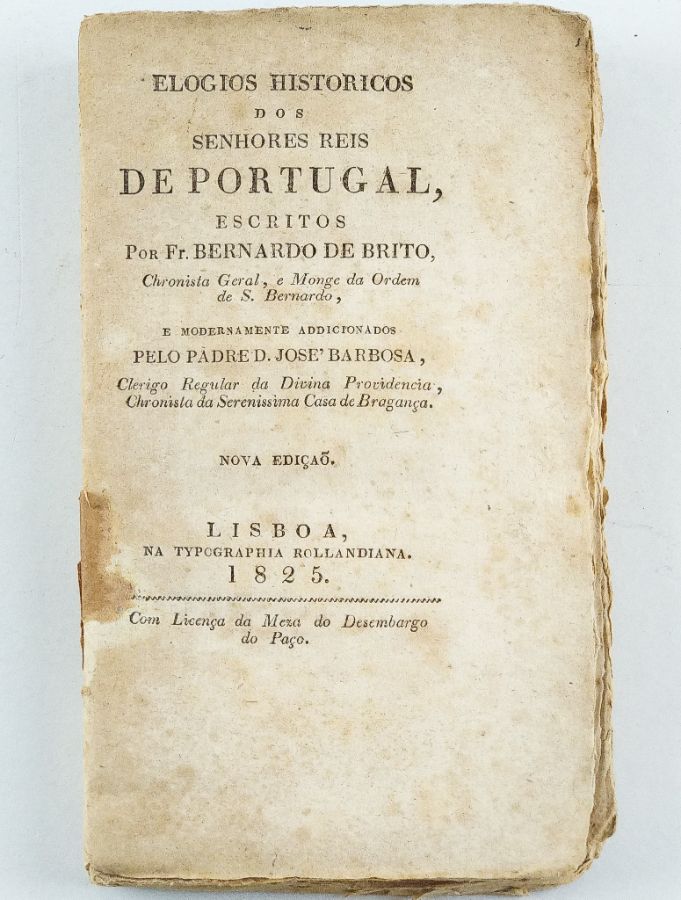 ELOGIOS HISTORICOS
DOS
SENHORES REIS
DE PORTUGAL,
ESCRITOS
POR FR. BERNARDO DE BRITO,
Chronista Geral, e Monge da Ordem
de S. Bernardo,
E MODERNAMENTE ADDICIONADOS
PELO PADRE D. JOSE' BARBOSA,
Clerigo Regular da Divina Providencia,
Chronista da Serenissima Casa de Bragança.
NOVA EDIÇAÕ.
LISBOA,
NA TYPOGRAPHIA ROLLANDIANA.
1825.
Com Licença da Meza do Desembargo
do Paço.